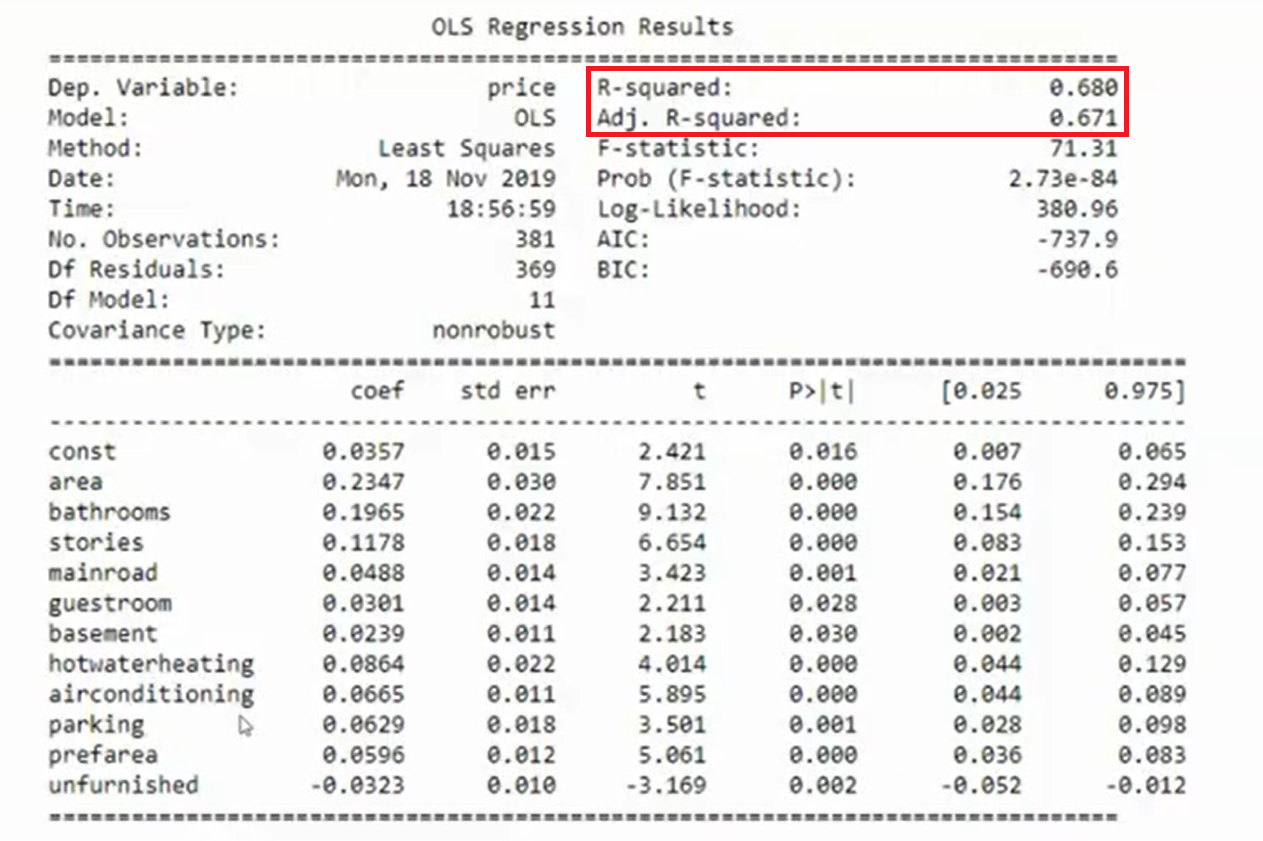 OLS Regression Results
==============================================================================
Dep. Variable: price R-squared: 0.680
Model: OLS Adj. R-squared: 0.671
Method: Least Squares F-statistic: 71.31
Date: Mon, 18 Nov 2019 Prob (F-statistic): 2.73e-84
Time: 18:56:59 Log-Likelihood: 380.96
No. Observations: 381 AIC: -737.9
Df Residuals: 369 BIC: -690.6
Df Model: 11
Covariance Type: nonrobust
===================================================================================
coef std err t P>|t| [0.025 0.975]
-----------------------------------------------------------------------------------
const 0.0357 0.015 2.421 0.016 0.007 0.065
area 0.2347 0.030 7.851 0.000 0.176 0.294
bathrooms 0.1965 0.022 9.132 0.000 0.154 0.239
stories 0.1178 0.018 6.654 0.000 0.083 0.153
mainroad 0.0488 0.014 3.423 0.001 0.021 0.077
guestroom 0.0301 0.014 2.211 0.028 0.003 0.057
basement 0.0239 0.011 2.183 0.030 0.002 0.045
hotwaterheating 0.0864 0.022 4.014 0.000 0.044 0.129
airconditioning 0.0665 0.011 5.895 0.000 0.044 0.089
parking 0.0629 0.018 3.501 0.001 0.028 0.098
prefarea 0.0596 0.012 5.061 0.000 0.036 0.083
unfurnished -0.0323 0.010 -3.169 0.002 -0.052 -0.012
==============================================================================